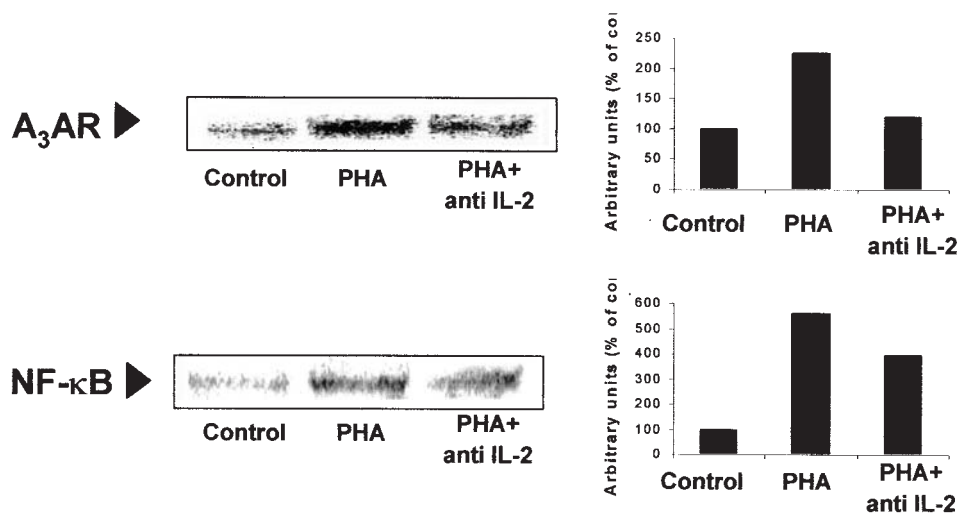 A₃AR
Control
PHA
PHA+
anti IL-2
Arbitrary units (% of
250
200
150
100
50
0
Control
PHA
PHA+
anti IL-2
NF-κB
Control
PHA
PHA+
anti IL-2
Arbitrary units (% of
600
500
400
300
200
100
0
Control
PHA
PHA+
anti IL-2